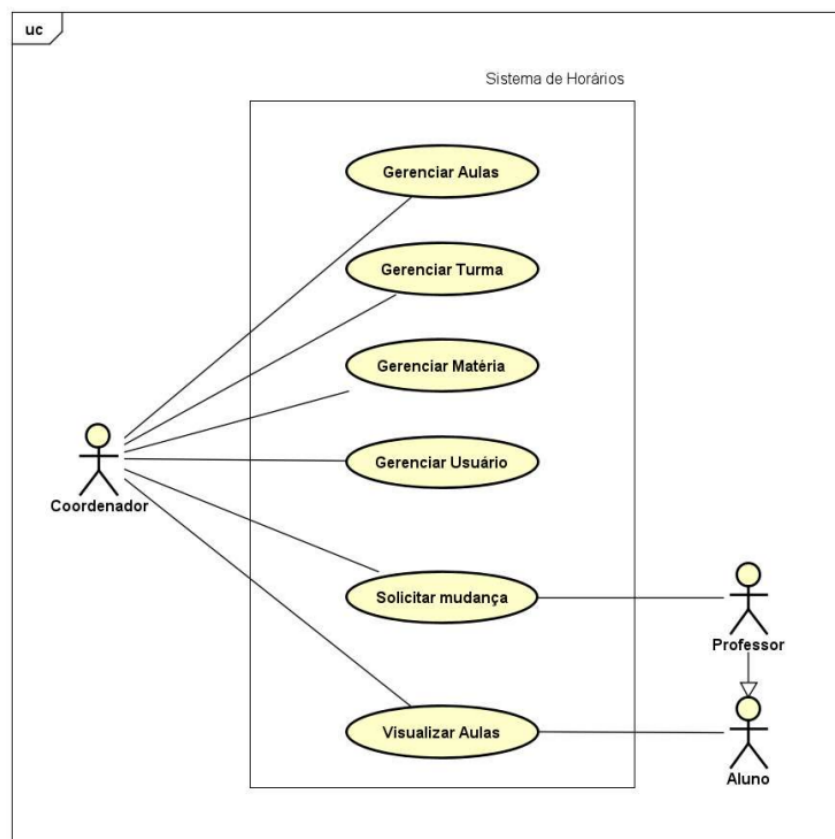 uc
Sistema de Horários
Gerenciar Aulas
Gerenciar Turma
Gerenciar Matéria
Gerenciar Usuário
Coordenador
Solicitar mudança
Professor
Visualizar Aulas
Aluno